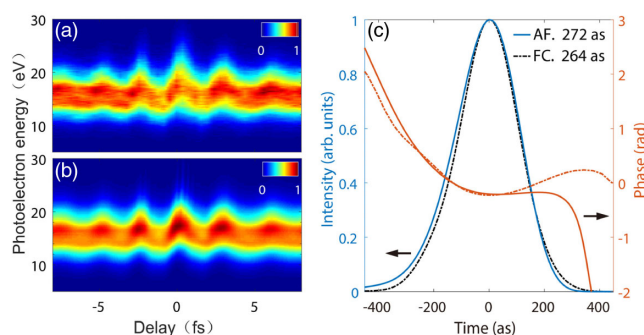 (a)
0 1
30
20
10
(b)
0 1
30
20
10
Photoelectron energy (eV)
-5 0 5
Delay (fs)
(c)
AF. 272 as
FC. 264 as
1
0.8
0.6
0.4
0.2
0
Intensity (arb. units)
3
2
1
0
-1
-2
Phase (rad)
-400 -200 0 200 400
Time (as)